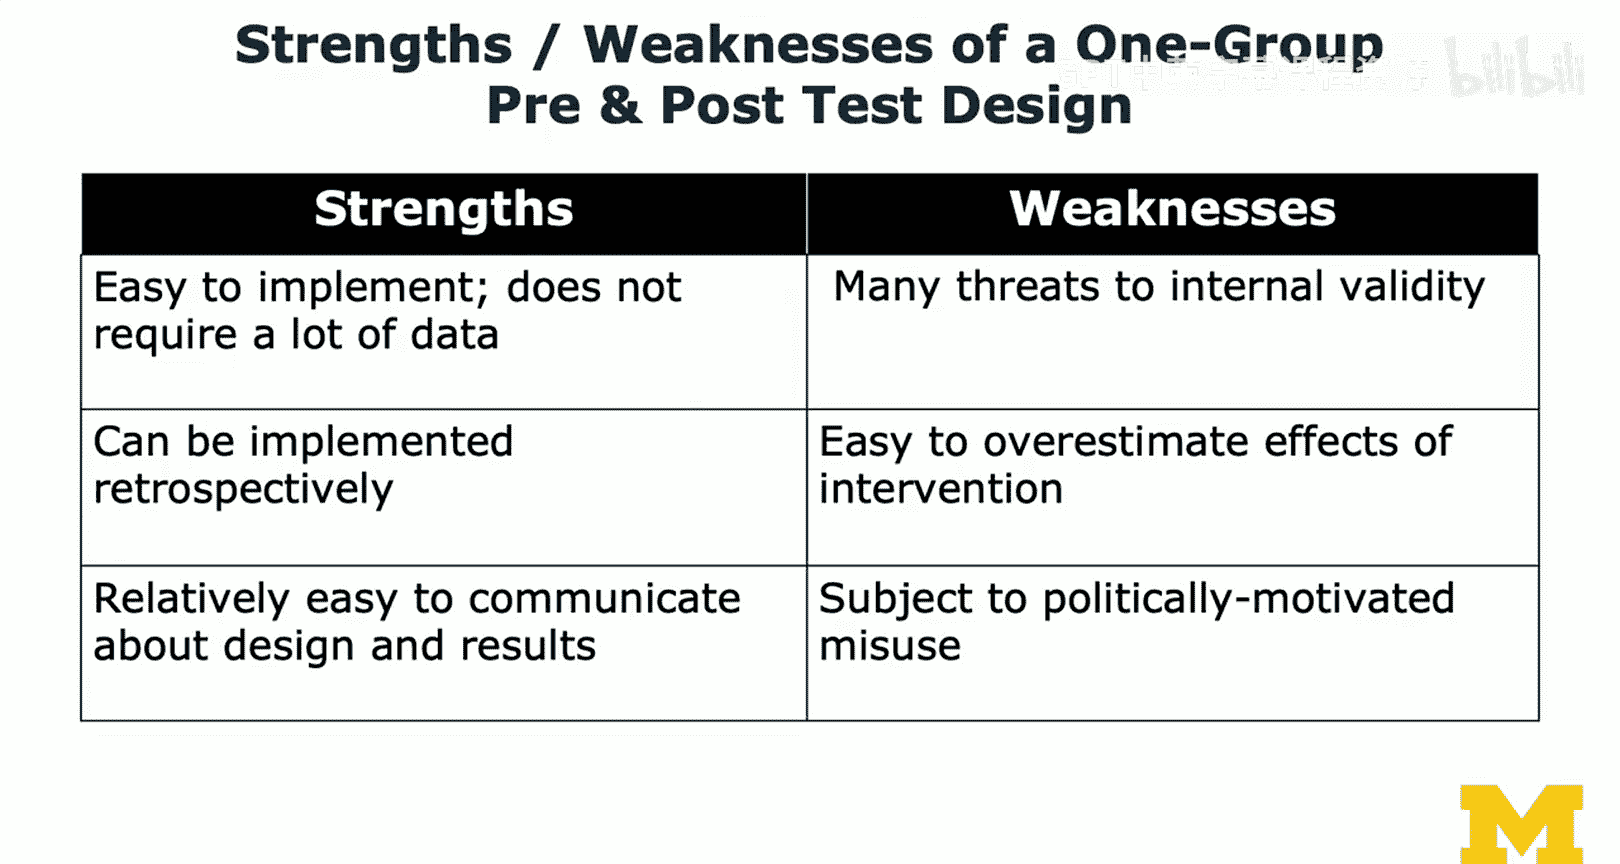 Strengths / Weaknesses of a One-Group
Pre & Post Test Design
bilibili
Strengths
Weaknesses
Easy to implement; does not
require a lot of data
Many threats to internal validity
Can be implemented
retrospectively
Easy to overestimate effects of
intervention
Relatively easy to communicate
about design and results
Subject to politically-motivated
misuse
M